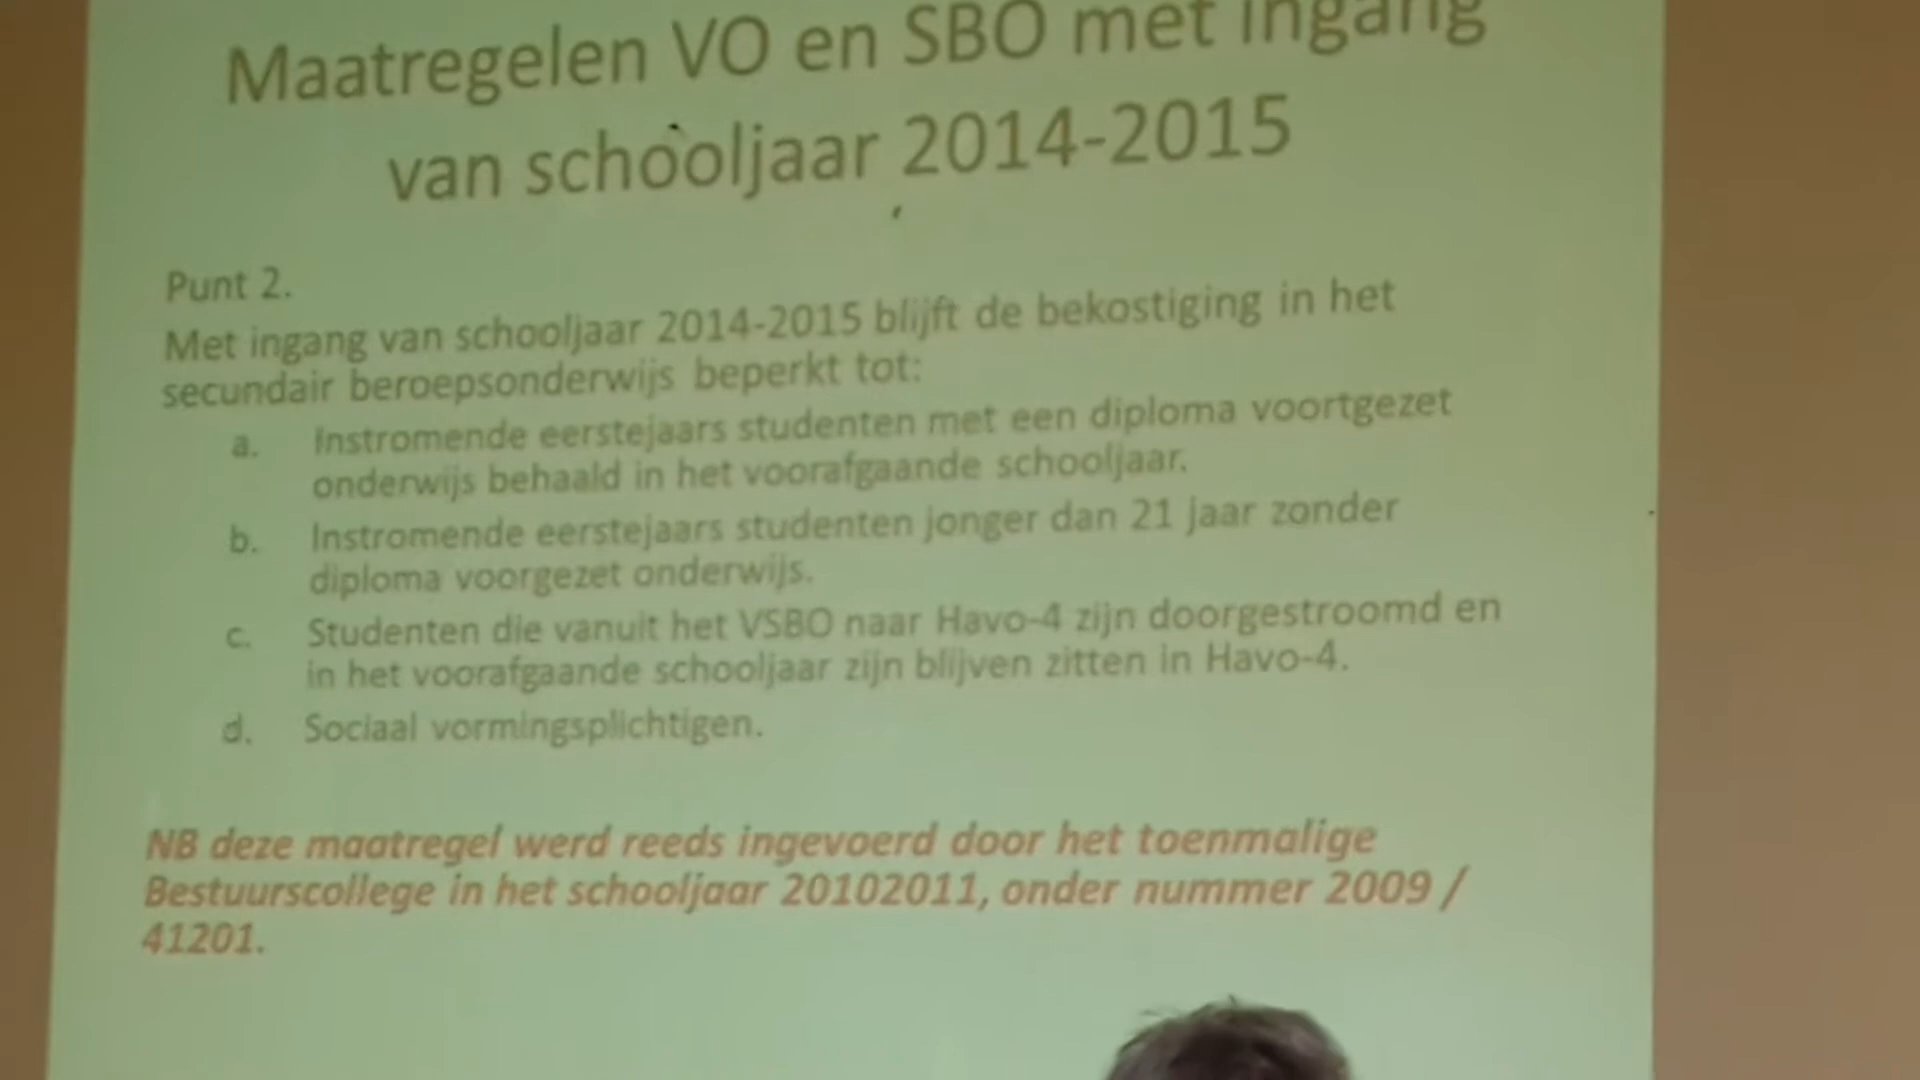 Maatregelen VO en SBO met ingang
van schooljaar 2014-2015
Punt 2.
Met ingang van schooljaar 2014-2015 blijft de bekostiging in het
secundair beroepsonderwijs beperkt tot:
a. Instromende eerstejaars studenten met een diploma voortgezet
onderwijs behaald in het voorafgaande schooljaar.
b. Instromende eerstejaars studenten jonger dan 21 jaar zonder
diploma voorgezet onderwijs.
c. Studenten die vanuit het VSBO naar Havo-4 zijn doorgestroomd en
in het voorafgaande schooljaar zijn blijven zitten in Havo-4.
d. Sociaal vormingsplichtigen.
NB deze maatregel werd reeds ingevoerd door het toenmalige
Bestuurscollege in het schooljaar 20102011, onder nummer 2009 /
41201.